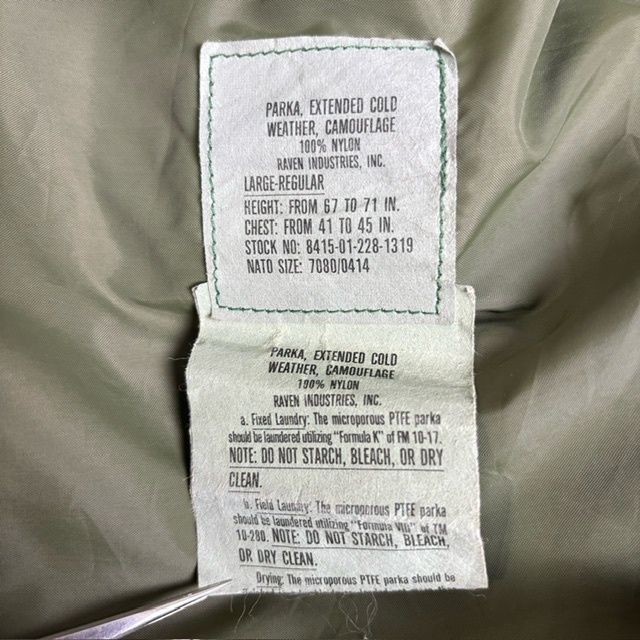 PARKA, EXTENDED COLD
WEATHER, CAMOUFLAGE
100% NYLON
RAVEN INDUSTRIES, INC.
LARGE-REGULAR
HEIGHT: FROM 67 TO 71 IN.
CHEST: FROM 41 TO 45 IN.
STOCK NO: 8415-01-228-1319
NATO SIZE: 7080/0414
PARKA, EXTENDED COLD
WEATHER, CAMOUFLAGE
100% NYLON
RAVEN INDUSTRIES, INC.
a. Fixed Laundry: The microporous PTFE parka
should be laundered utilizing "Formula K" of FM 10-17.
NOTE: DO NOT STARCH, BLEACH, OR DRY
CLEAN.
b. Field Laundry: The microporous PTFE parka
should be laundered utilizing "Formula VIII" of TM
10-280. NOTE: DO NOT STARCH, BLEACH,
OR DRY CLEAN.
Drying: The microporous PTFE parka should be